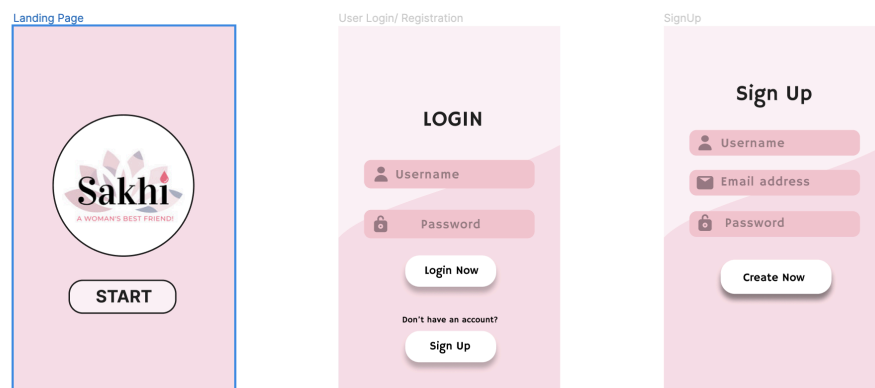 Landing Page
Sakhi
A WOMAN'S BEST FRIEND!
START
User Login/ Registration
LOGIN
Username
Password
Login Now
Don't have an account?
Sign Up
SignUp
Sign Up
Username
Email address
Password
Create Now